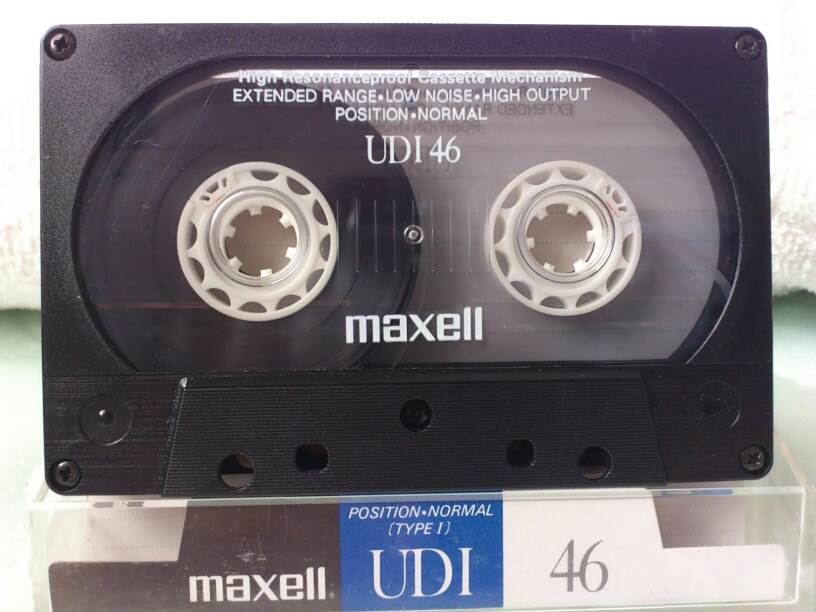 High Resonanceproof Cassette Mechanism
EXTENDED RANGE•LOW NOISE•HIGH OUTPUT
POSITION•NORMAL
UDI 46
maxell
POSITION•NORMAL
(TYPE I)
maxell UDI 46